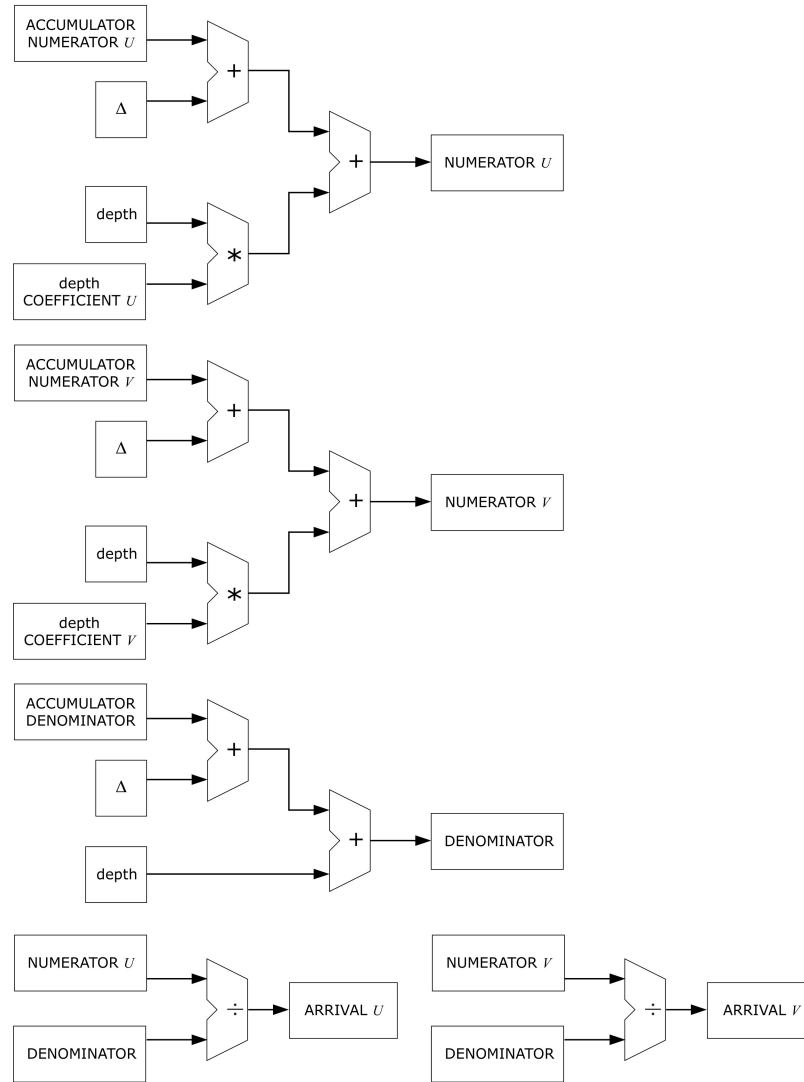 ACCUMULATOR
NUMERATOR U
+
Δ
+
NUMERATOR U
depth
*
depth
COEFFICIENT U
ACCUMULATOR
NUMERATOR V
+
Δ
+
NUMERATOR V
depth
*
depth
COEFFICIENT V
ACCUMULATOR
DENOMINATOR
+
Δ
+
DENOMINATOR
depth
NUMERATOR U
÷
ARRIVAL U
DENOMINATOR
NUMERATOR V
÷
ARRIVAL V
DENOMINATOR